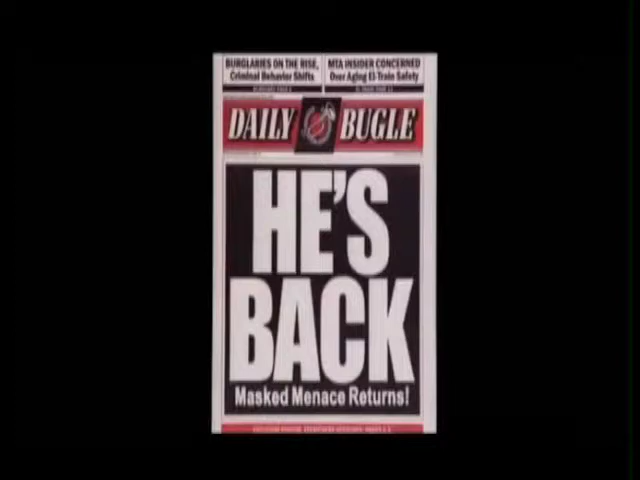 BURGLARIES ON THE RISE,
Criminal Behavior Shifts
MTA INSIDER CONCERNED
Over Aging El-Train Safety
DAILY BUGLE
HE'S
BACK
Masked Menace Returns!